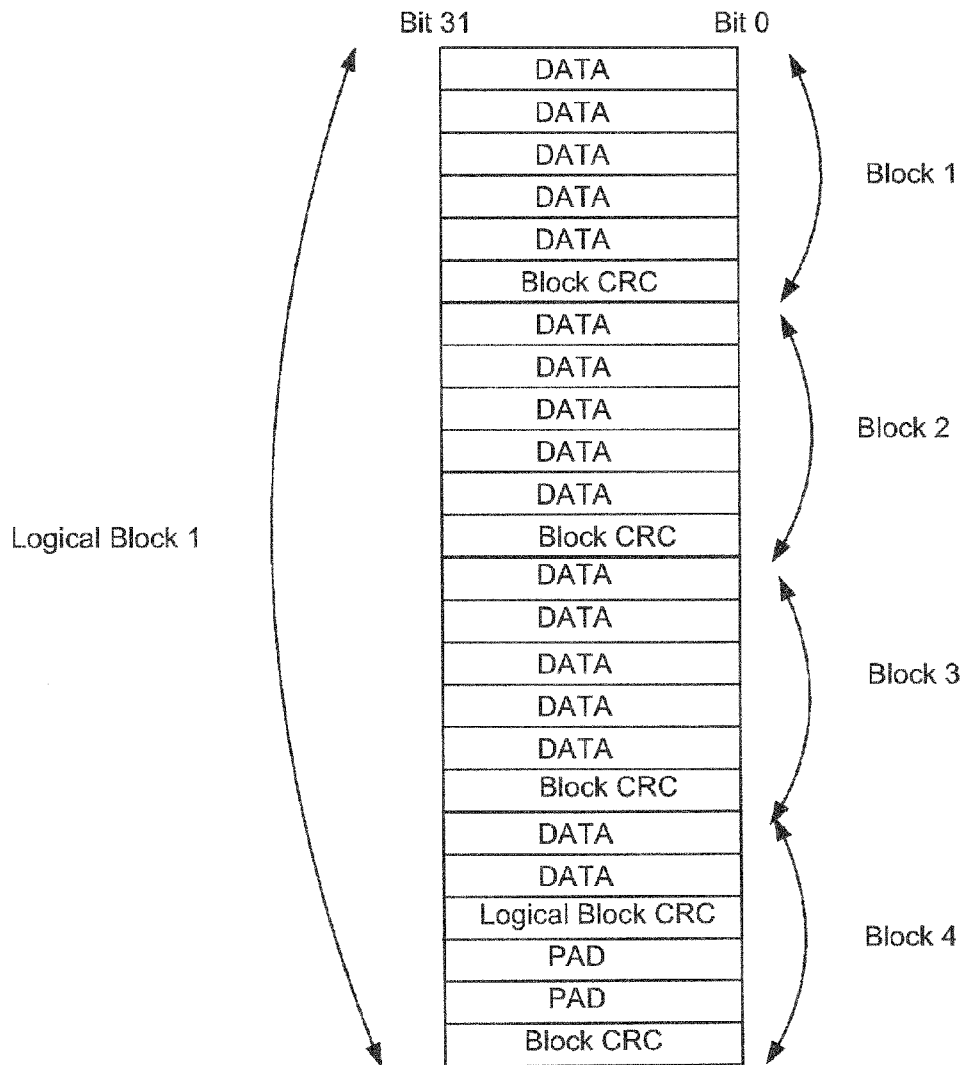 Bit 31 Bit 0
DATA
DATA
DATA
DATA
Block 1
DATA
Block CRC
DATA
DATA
DATA
Block 2
DATA
DATA
Logical Block 1
Block CRC
DATA
DATA
DATA
Block 3
DATA
DATA
Block CRC
DATA
DATA
Logical Block CRC
Block 4
PAD
PAD
Block CRC